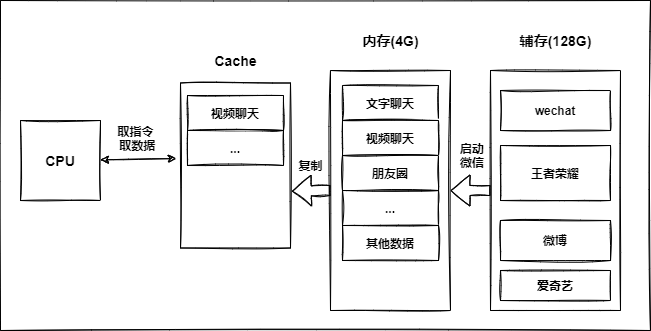 内存(4G)
辅存(128G)
Cache
文字聊天
wechat
视频聊天
取指令
取数据
视频聊天
...
启动
微信
CPU
复制
朋友圈
王者荣耀
...
其他数据
微博
爱奇艺